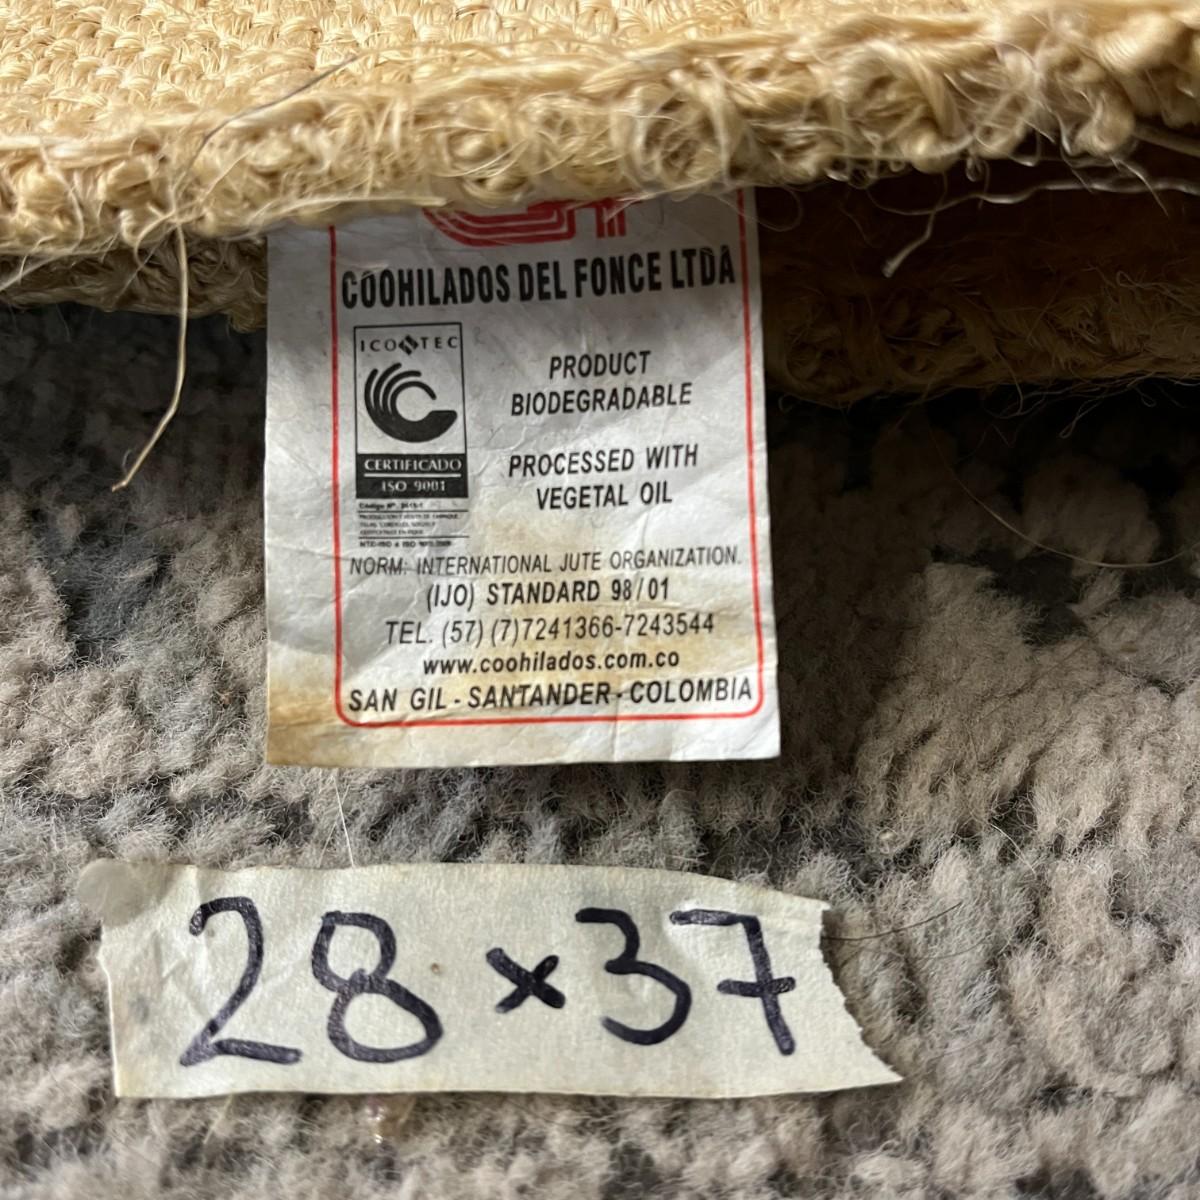 COOHILADOS DEL FONCE LTDA
ICONTEC
CERTIFICADO
ISO 9001
PRODUCT
BIODEGRADABLE
PROCESSED WITH
VEGETAL OIL
NORM: INTERNATIONAL JUTE ORGANIZATION.
(IJO) STANDARD 98/01
TEL. (57) (7)7241366-7243544
www.coohilados.com.co
SAN GIL - SANTANDER - COLOMBIA
28 x 37